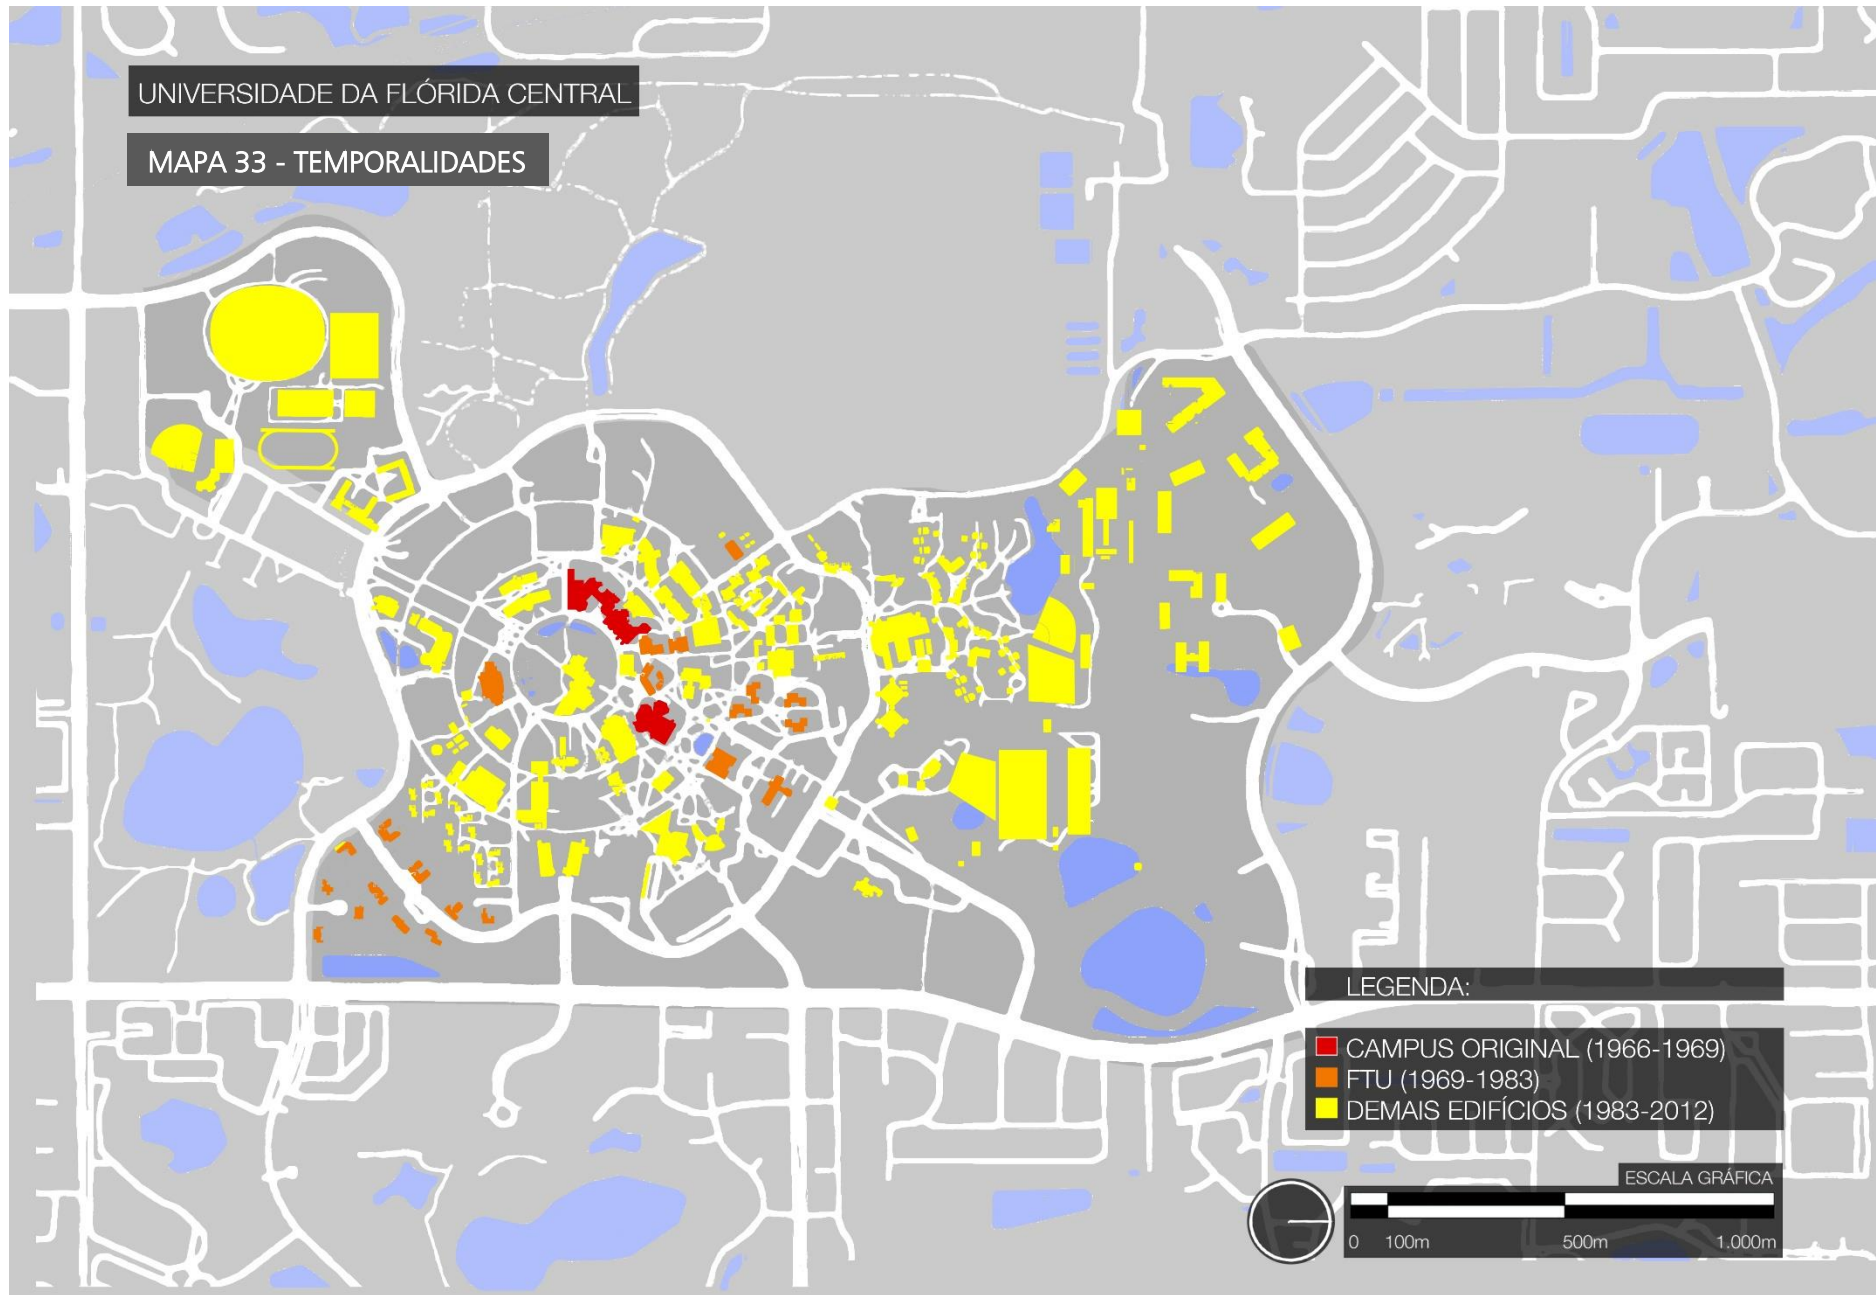 UNIVERSIDADE DA FLÓRIDA CENTRAL
MAPA 33 - TEMPORALIDADES
LEGENDA:
CAMPUS ORIGINAL (1966-1969)
FTU (1969-1983)
DEMAIS EDIFÍCIOS (1983-2012)
ESCALA GRÁFICA
0 100m 500m 1.000m